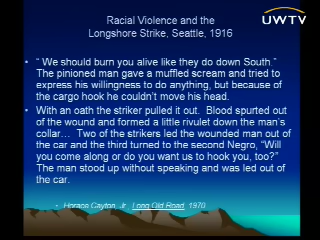 Racial Violence and the
Longshore Strike, Seattle, 1916
UWTV
• “ We should burn you alive like they do down South.”
The pinioned man gave a muffled scream and tried to
express his willingness to do anything, but because of
the cargo hook he couldn't move his head.
• With an oath the striker pulled it out.  Blood spurted out
of the wound and formed a little rivulet down the man's
collar…  Two of the strikers led the wounded man out of
the car and the third turned to the second Negro, “Will
you come along or do you want us to hook you, too?”
The man stood up without speaking and was led out of
the car.
- Horace Cayton, Jr., Long Old Road, 1970